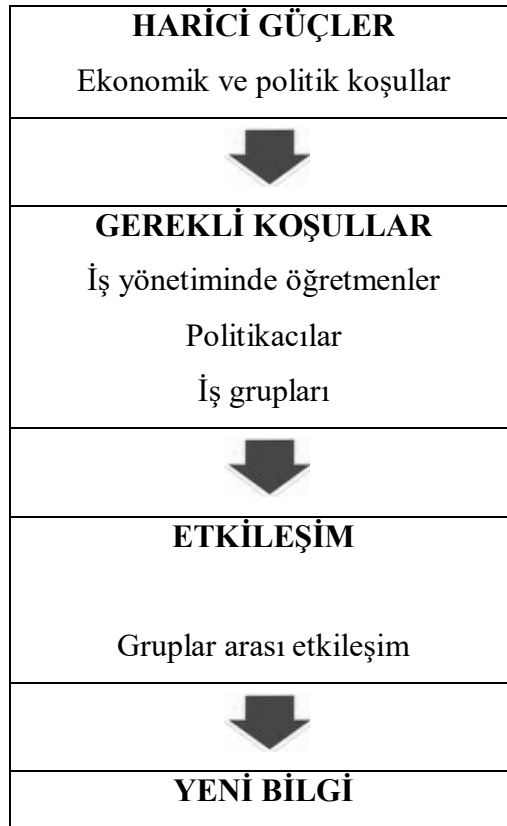 HARİCİ GÜÇLER
Ekonomik ve politik koşullar
GEREKLİ KOŞULLAR
İş yönetiminde öğretmenler
Politikacılar
İş grupları
ETKİLEŞİM
Gruplar arası etkileşim
YENİ BİLGİ